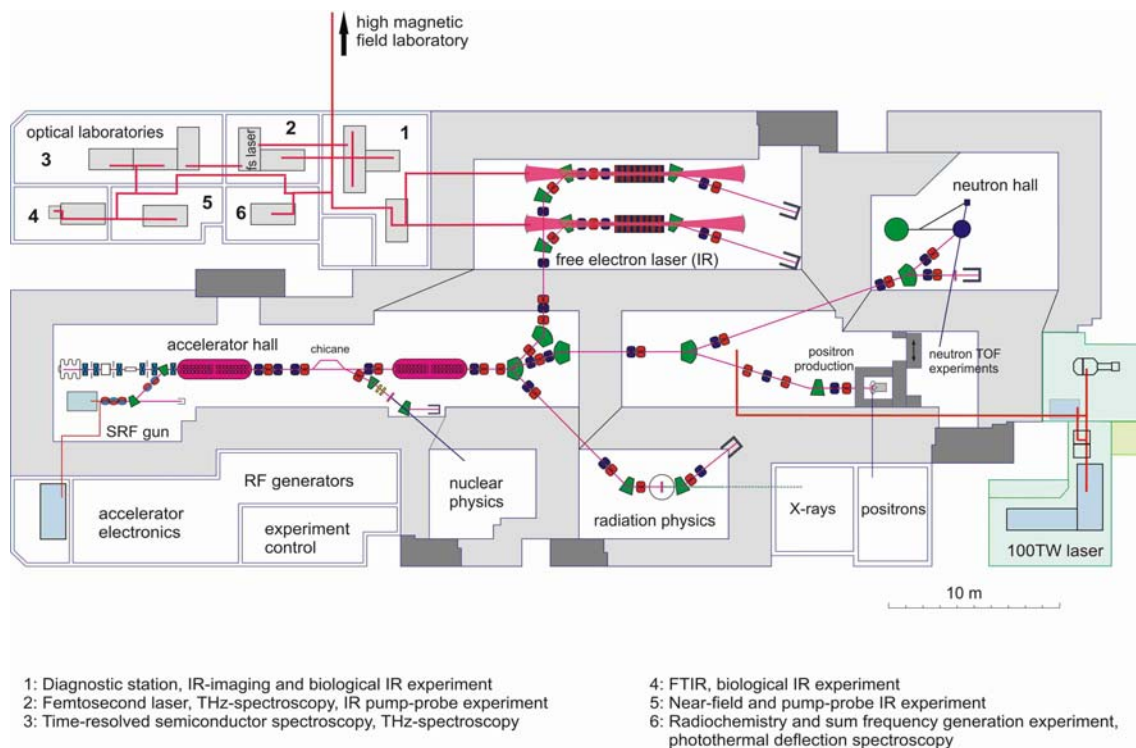 high magnetic
field laboratory
optical laboratories
3
fs laser
2
1
4
5
6
neutron hall
free electron laser (IR)
accelerator hall
chicane
positron
production
neutron TOF
experiments
SRF gun
RF generators
nuclear
physics
radiation physics
X-rays
positrons
accelerator
electronics
experiment
control
100TW laser
10 m
1: Diagnostic station, IR-imaging and biological IR experiment
2: Femtosecond laser, THz-spectroscopy, IR pump-probe experiment
3: Time-resolved semiconductor spectroscopy, THz-spectroscopy
4: FTIR, biological IR experiment
5: Near-field and pump-probe IR experiment
6: Radiochemistry and sum frequency generation experiment,
photothermal deflection spectroscopy